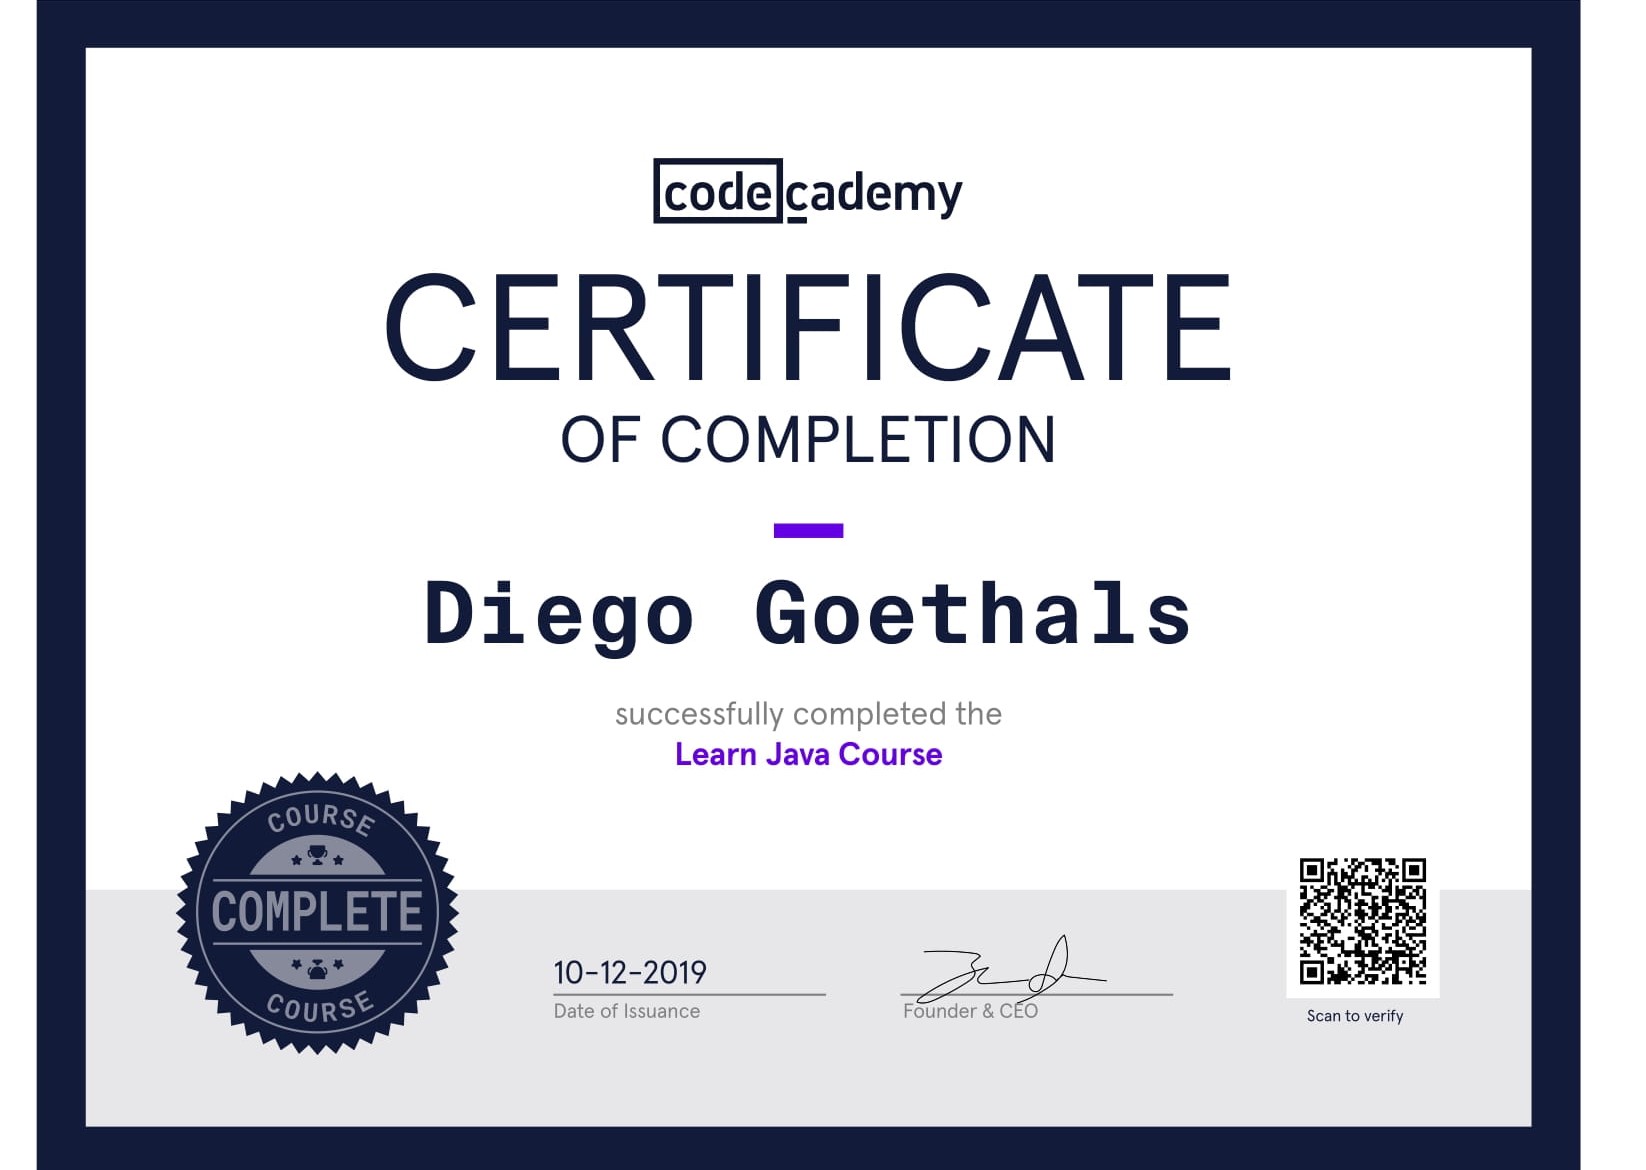 codecademy
CERTIFICATE
OF COMPLETION
Diego Goethals
successfully completed the
Learn Java Course
COURSE
COMPLETE
COURSE
10-12-2019
Date of Issuance
Founder & CEO
Scan to verify